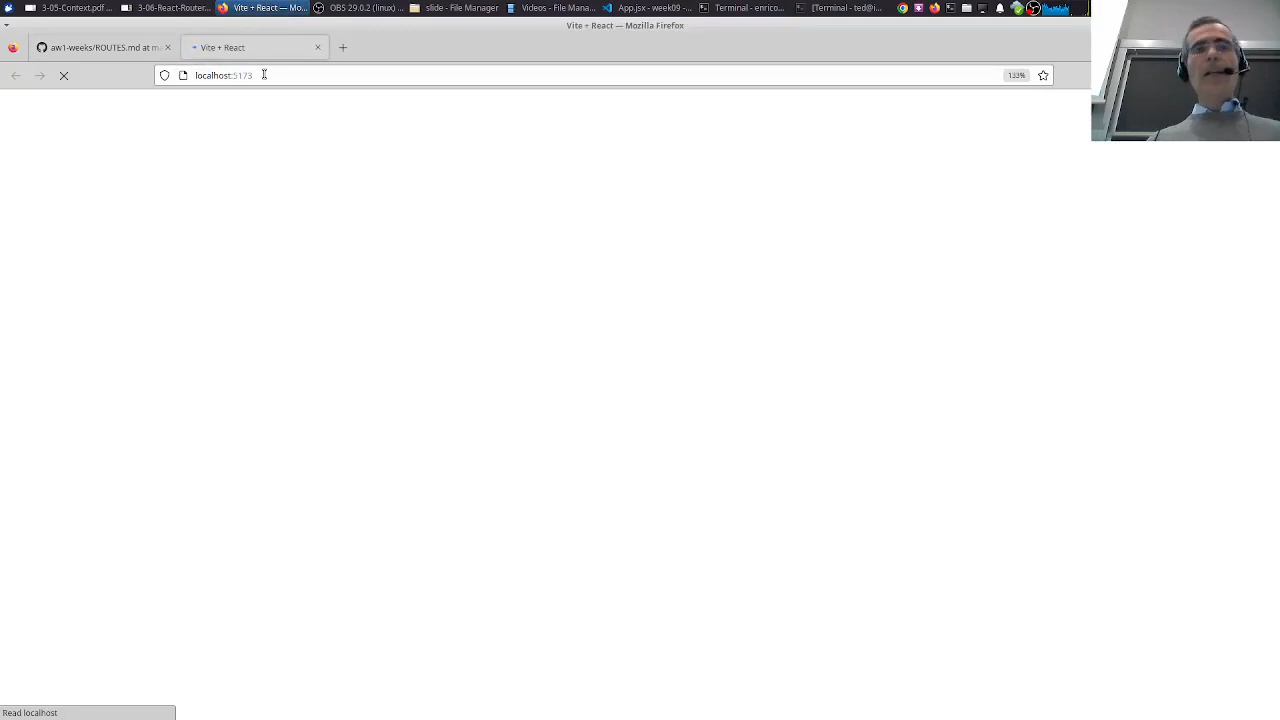 3-05-Context.pdf ... 3-06-React-Router... Vite + React — Mo... OBS 29.0.2 (linux) ... slide - File Manager Videos - File Mana... App.jsx - week09 -... Terminal - enrico... [Terminal - ted@i...
Vite + React — Mozilla Firefox
aw1-weeks/ROUTES.md at ma Vite + React
localhost:5173 133%
Read localhost